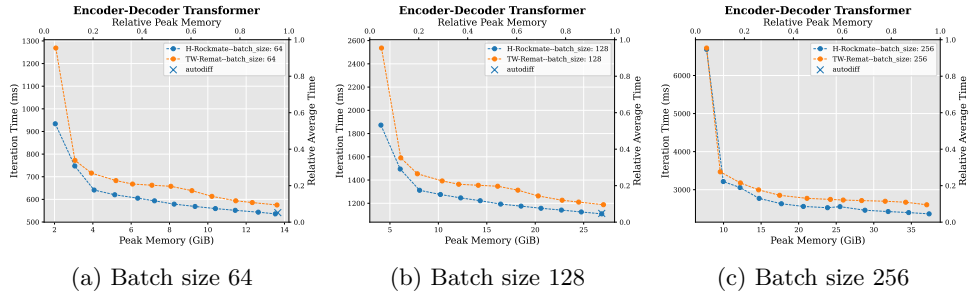 Encoder-Decoder Transformer
Relative Peak Memory
0.0 0.2 0.4 0.6 0.8 1.0
1300
1200
1100
1000
900
800
700
600
500
Iteration Time (ms)
H-Rockmate--batch_size: 64
TW-Remat--batch_size: 64
autodiff
1.0
0.8
0.6
0.4
0.2
0.0
Relative Average Time
2 4 6 8 10 12 14
Peak Memory (GiB)
(a) Batch size 64
Encoder-Decoder Transformer
Relative Peak Memory
0.0 0.2 0.4 0.6 0.8 1.0
2600
2400
2200
2000
1800
1600
1400
1200
Iteration Time (ms)
H-Rockmate--batch_size: 128
TW-Remat--batch_size: 128
autodiff
1.0
0.8
0.6
0.4
0.2
0.0
Relative Average Time
5 10 15 20 25
Peak Memory (GiB)
(b) Batch size 128
Encoder-Decoder Transformer
Relative Peak Memory
0.0 0.2 0.4 0.6 0.8 1.0
6000
5000
4000
3000
Iteration Time (ms)
H-Rockmate--batch_size: 256
TW-Remat--batch_size: 256
autodiff
1.0
0.8
0.6
0.4
0.2
0.0
Relative Average Time
10 15 20 25 30 35
Peak Memory (GiB)
(c) Batch size 256